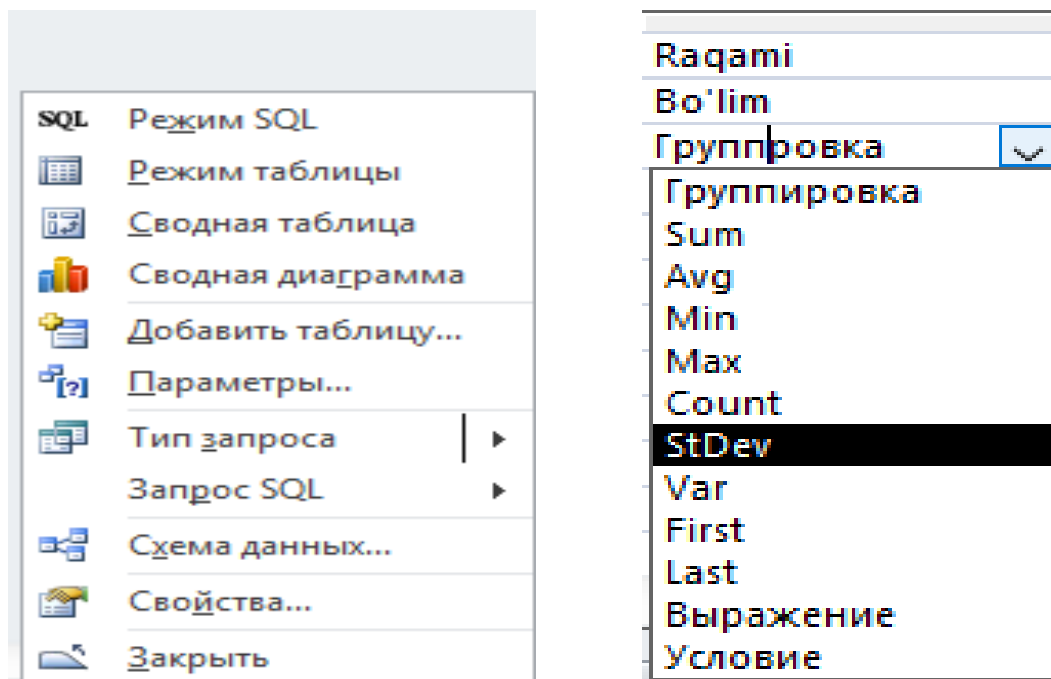 SQL Режим SQL
Режим таблицы
Сводная таблица
Сводная диаграмма
Добавить таблицу...
[?] Параметры...
Тип запроса
Запрос SQL
Схема данных...
Свойства...
Закрыть
Raqami
Bo'lim
Группровка
Группировка
Sum
Avg
Min
Max
Count
StDev
Var
First
Last
Выражение
Условие